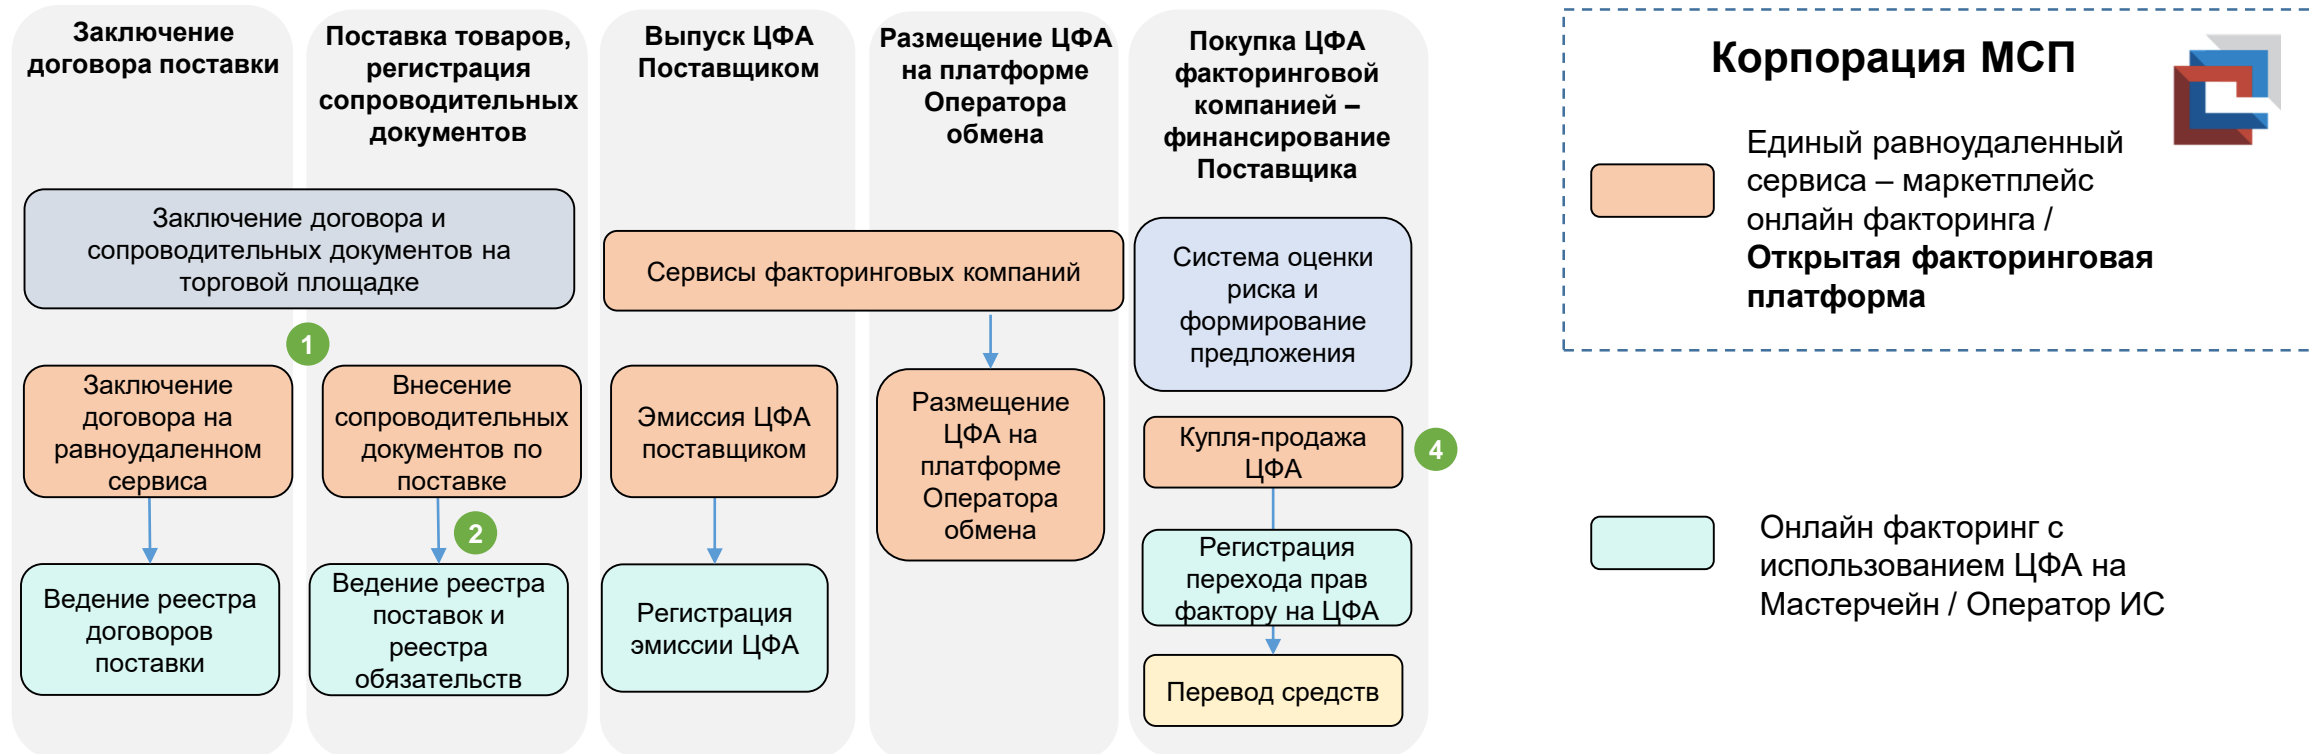 Заключение
договора поставки
Поставка товаров,
регистрация
сопроводительных
документов
Выпуск ЦФА
Поставщиком
Размещение ЦФА
на платформе
Оператора
обмена
Покупка ЦФА
факторинговой
компанией –
финансирование
Поставщика
Заключение договора и
сопроводительных документов на
торговой площадке
Сервисы факторинговых компаний
Система оценки
риска и
формирование
предложения
1
Заключение
договора на
равноудаленном
сервиса
Внесение
сопроводительных
документов по
поставке
Эмиссия ЦФА
поставщиком
Размещение
ЦФА на
платформе
Оператора
обмена
Купля-продажа
ЦФА
4
2
Ведение реестра
договоров
поставки
Ведение реестра
поставок и
реестра
обязательств
Регистрация
эмиссии ЦФА
Регистрация
перехода прав
фактору на ЦФА
Перевод средств
Корпорация МСП
Единый равноудаленный
сервиса – маркетплейс
онлайн факторинга /
Открытая факторинговая
платформа
Онлайн факторинг с
использованием ЦФА на
Мастерчейн / Оператор ИС